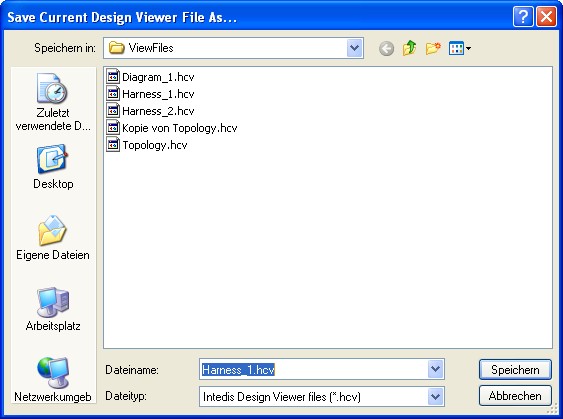 Save Current Design Viewer File As...
Speichern in:
ViewFiles
Zuletzt
verwendete D...
Desktop
Eigene Dateien
Arbeitsplatz
Netzwerkumgeb
Diagram_1.hcv
Harness_1.hcv
Harness_2.hcv
Kopie von Topology.hcv
Topology.hcv
Dateiname:
Harness_1.hcv
Speichern
Dateityp:
Intedis Design Viewer files (*.hcv)
Abbrechen